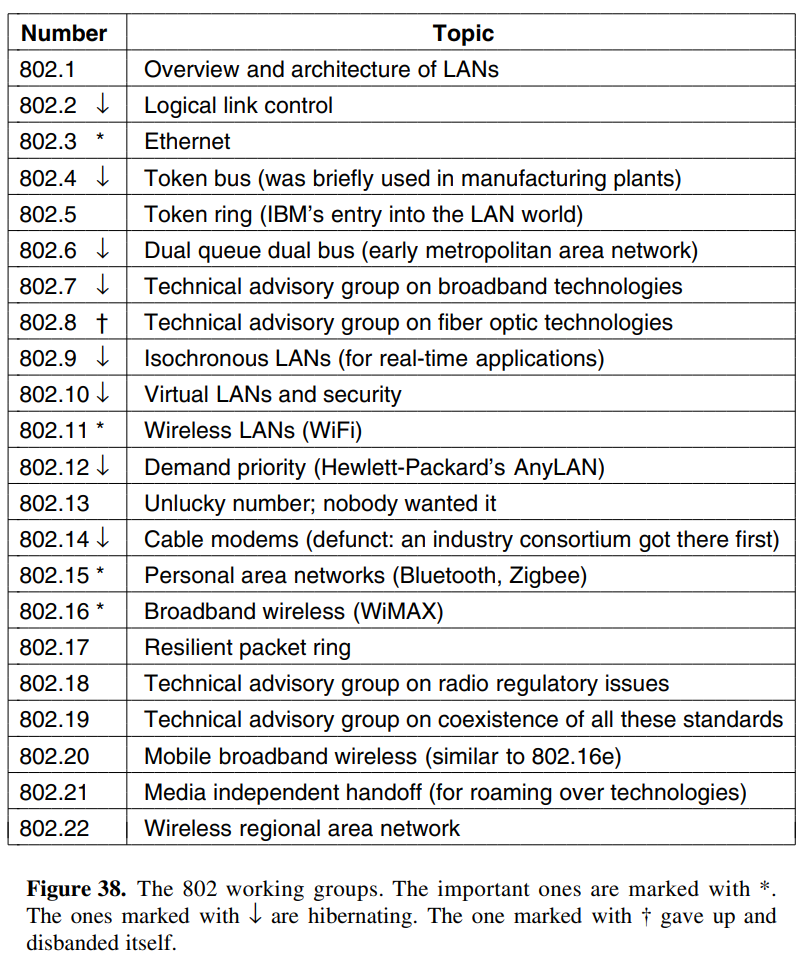 Number Topic
802.1 Overview and architecture of LANs
802.2 ↓ Logical link control
802.3 * Ethernet
802.4 ↓ Token bus (was briefly used in manufacturing plants)
802.5 Token ring (IBM's entry into the LAN world)
802.6 ↓ Dual queue dual bus (early metropolitan area network)
802.7 ↓ Technical advisory group on broadband technologies
802.8 † Technical advisory group on fiber optic technologies
802.9 ↓ Isochronous LANs (for real-time applications)
802.10 ↓ Virtual LANs and security
802.11 * Wireless LANs (WiFi)
802.12 ↓ Demand priority (Hewlett-Packard's AnyLAN)
802.13 Unlucky number; nobody wanted it
802.14 ↓ Cable modems (defunct: an industry consortium got there first)
802.15 * Personal area networks (Bluetooth, Zigbee)
802.16 * Broadband wireless (WiMAX)
802.17 Resilient packet ring
802.18 Technical advisory group on radio regulatory issues
802.19 Technical advisory group on coexistence of all these standards
802.20 Mobile broadband wireless (similar to 802.16e)
802.21 Media independent handoff (for roaming over technologies)
802.22 Wireless regional area network
Figure 38. The 802 working groups. The important ones are marked with *.
The ones marked with ↓ are hibernating. The one marked with † gave up and
disbanded itself.